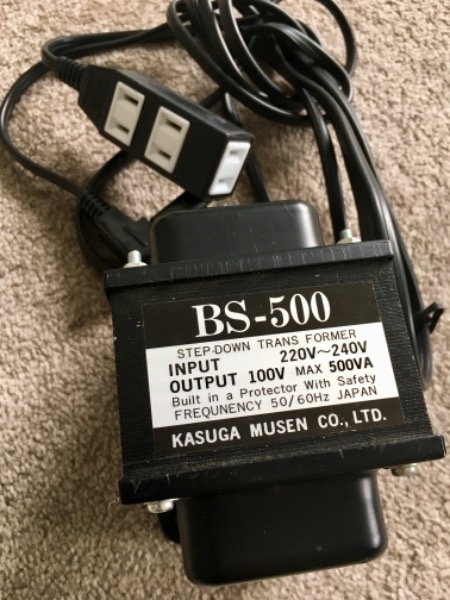 BS-500
STEP-DOWN TRANS FORMER
INPUT 220V~240V
OUTPUT 100V MAX 500VA
Built in a Protector With Safety
FREQUNENCY 50/60Hz JAPAN
KASUGA MUSEN CO., LTD.